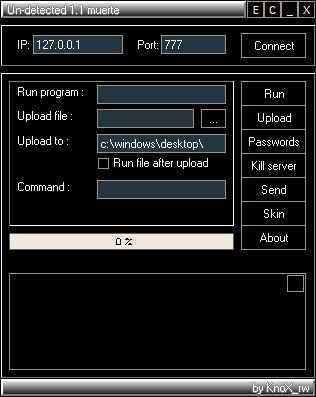 Un-detected 1.1 muerte E C _ X
IP: 127.0.0.1 Port: 777 Connect
Run program : Run
Upload file : ... Upload
Upload to : c:\windows\desktop\ Passwords
Run file after upload Kill server
Command : Send
Skin
0 % About
by KnoX_rw